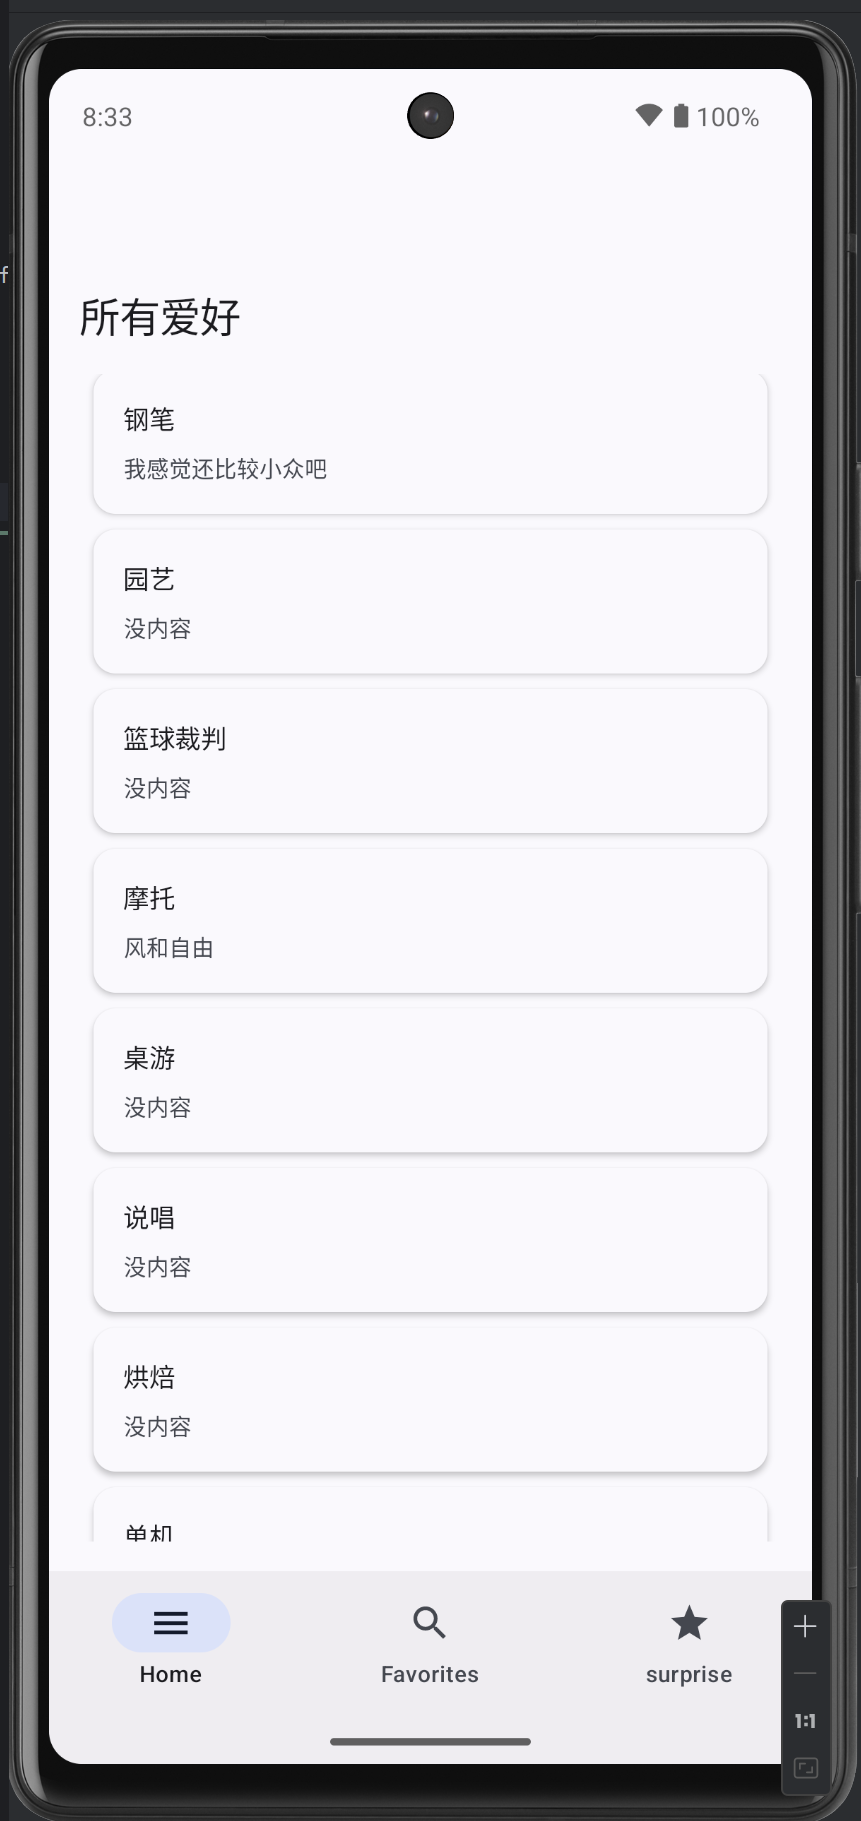 f
8:33
100%
所有爱好
钢笔
我感觉还比较小众吧
园艺
没内容
篮球裁判
没内容
摩托
风和自由
桌游
没内容
说唱
没内容
烘焙
没内容
单机
Home
Favorites
surprise
1:1